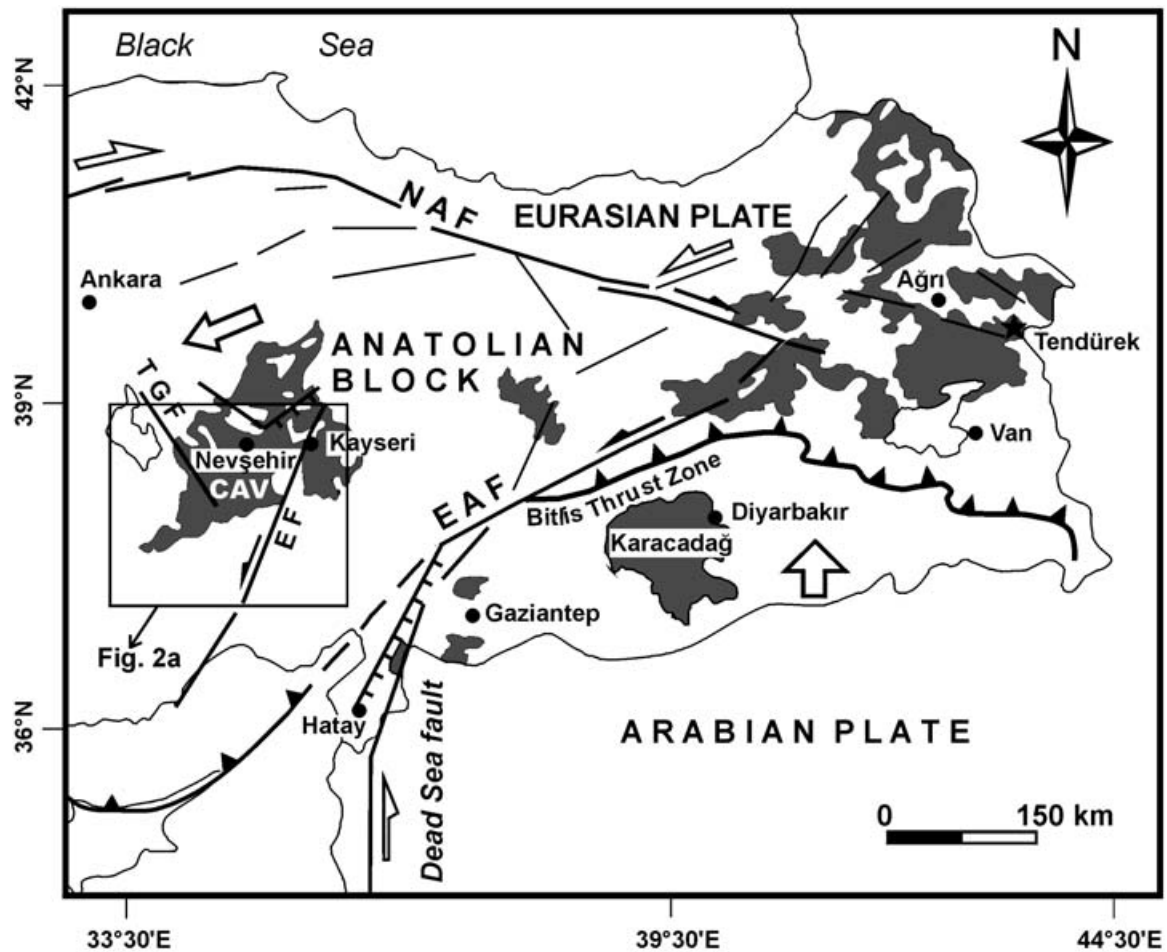 Black Sea
N
42°N
NAF
EURASIAN PLATE
Ankara
Ağrı
Tendürek
ANATOLIAN
BLOCK
TGF
39°N
Kayseri
Nevşehir
CAV
Van
EAF
Bitlis Thrust Zone
Diyarbakır
Karacadağ
EF
Gaziantep
Fig. 2a
Hatay
36°N
Dead Sea fault
ARABIAN PLATE
0 150 km
33°30'E 39°30'E 44°30'E